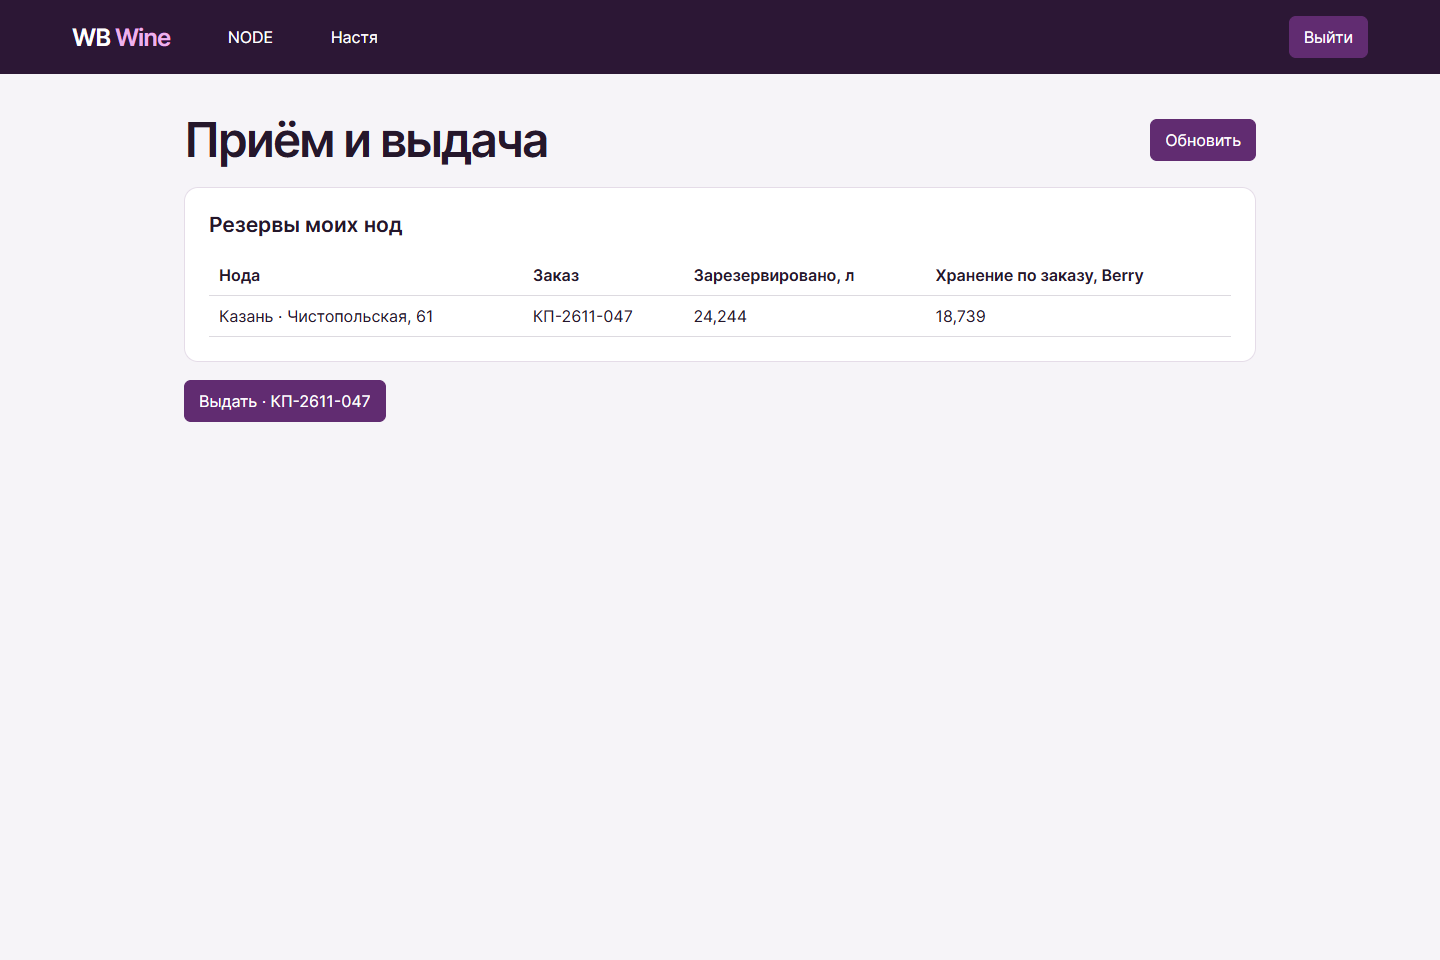 WB Wine NODE Настя Выйти
Приём и выдача Обновить
Резервы моих нод
Нода Заказ Зарезервировано, л Хранение по заказу, Berry
Казань · Чистопольская, 61 КП-2611-047 24,244 18,739
Выдать · КП-2611-047